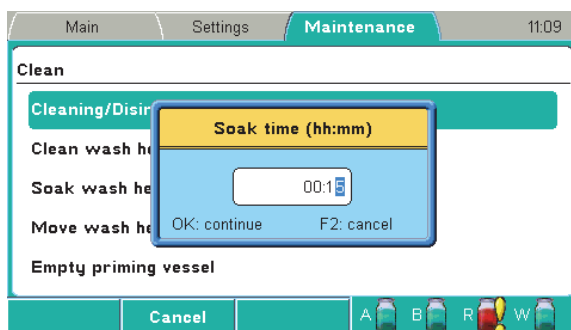 Main Settings Maintenance 11:09
Clean
Cleaning/Disin
Soak time (hh:mm)
Clean wash he
00:15
Soak wash he
Move wash he
OK: continue F2: cancel
Empty priming vessel
Cancel A B R W